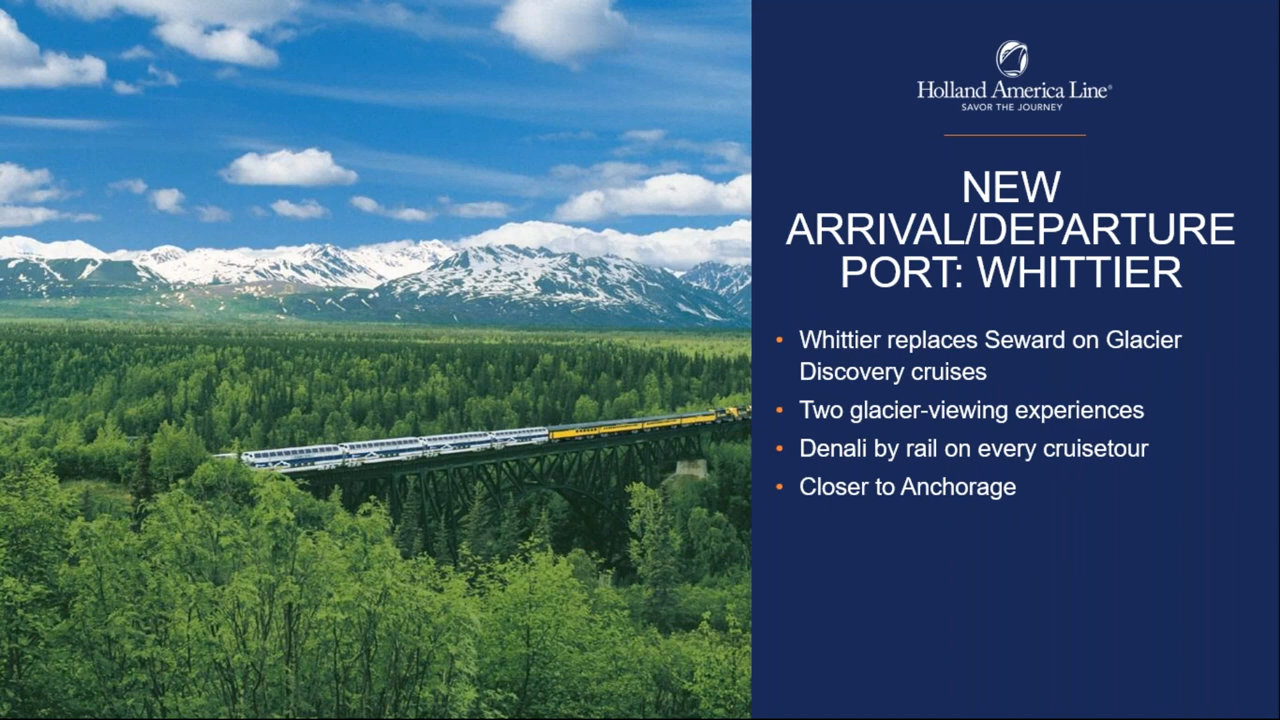 Holland America Line®
SAVOR THE JOURNEY
NEW
ARRIVAL/DEPARTURE
PORT: WHITTIER
• Whittier replaces Seward on Glacier
Discovery cruises
• Two glacier-viewing experiences
• Denali by rail on every cruisetour
• Closer to Anchorage